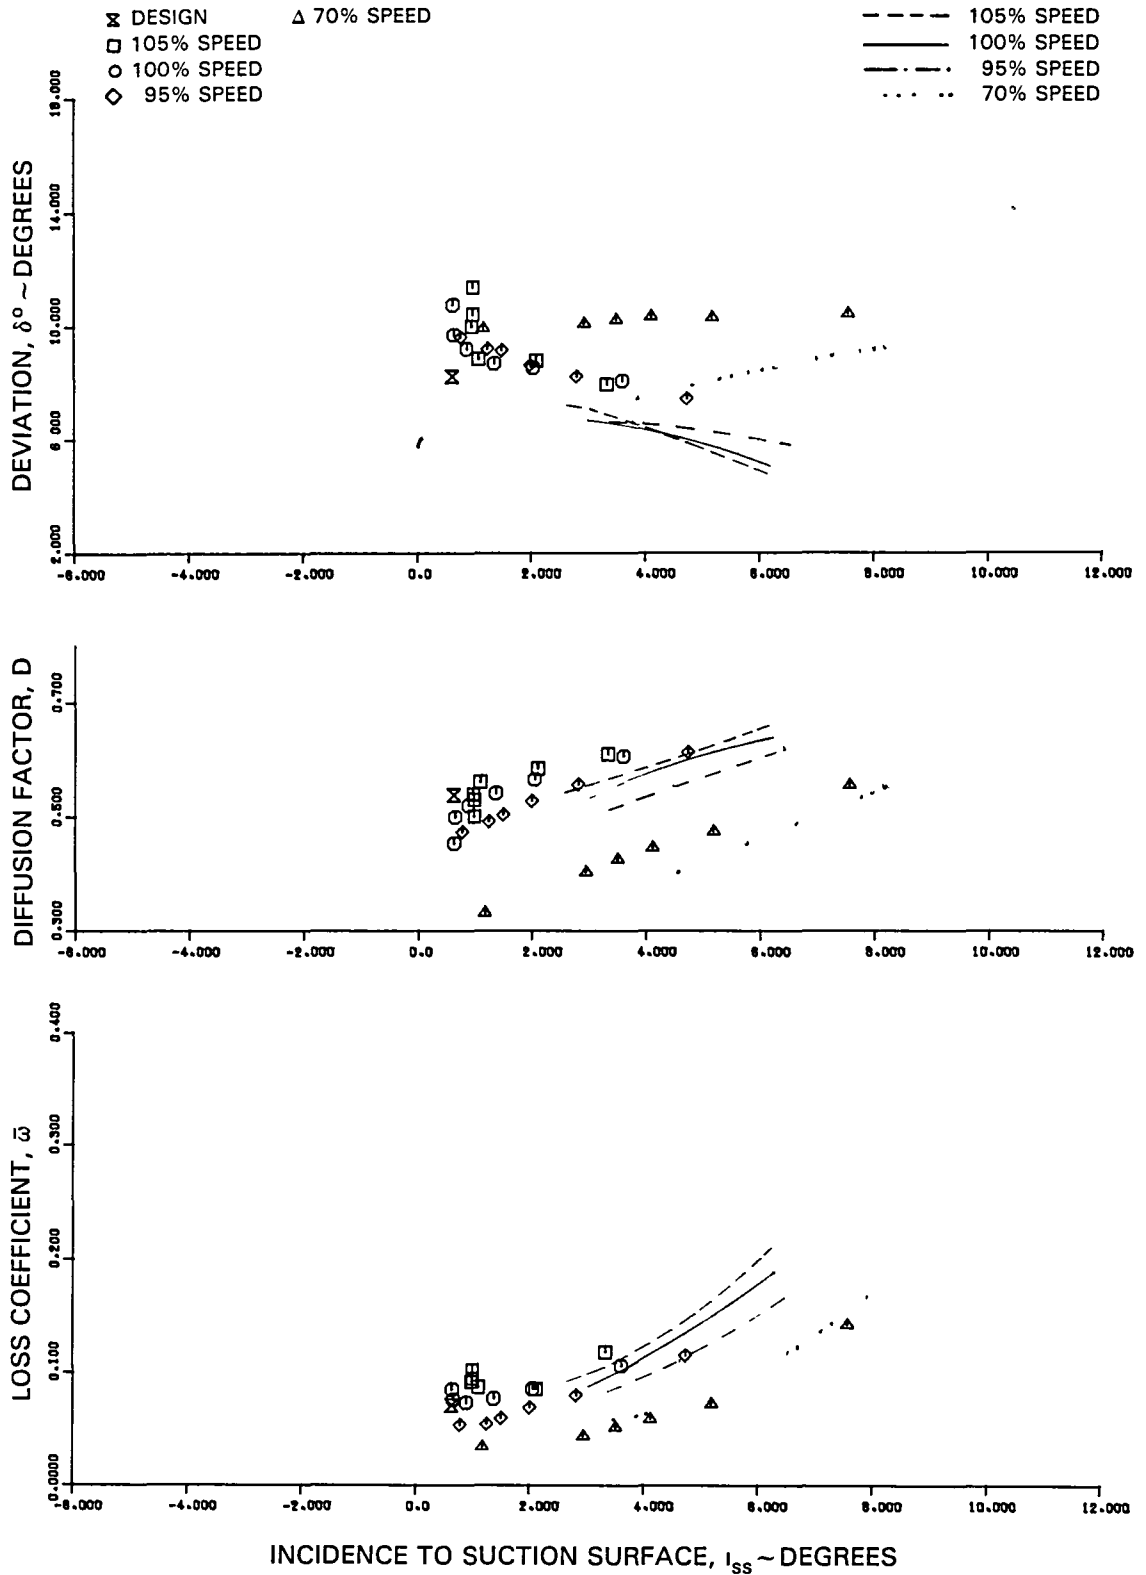 DESIGN
70% SPEED
105% SPEED
100% SPEED
95% SPEED
105% SPEED
100% SPEED
95% SPEED
70% SPEED
DEVIATION, δ° ~ DEGREES
18.000
14.000
10.000
6.000
2.000
-6.000 -4.000 -2.000 0.0 2.000 4.000 6.000 8.000 10.000 12.000
DIFFUSION FACTOR, D
0.700
0.500
0.300
-6.000 -4.000 -2.000 0.0 2.000 4.000 6.000 8.000 10.000 12.000
LOSS COEFFICIENT, ω̄
0.400
0.300
0.200
0.100
0.0000
-6.000 -4.000 -2.000 0.0 2.000 4.000 6.000 8.000 10.000 12.000
INCIDENCE TO SUCTION SURFACE, ıss ~ DEGREES